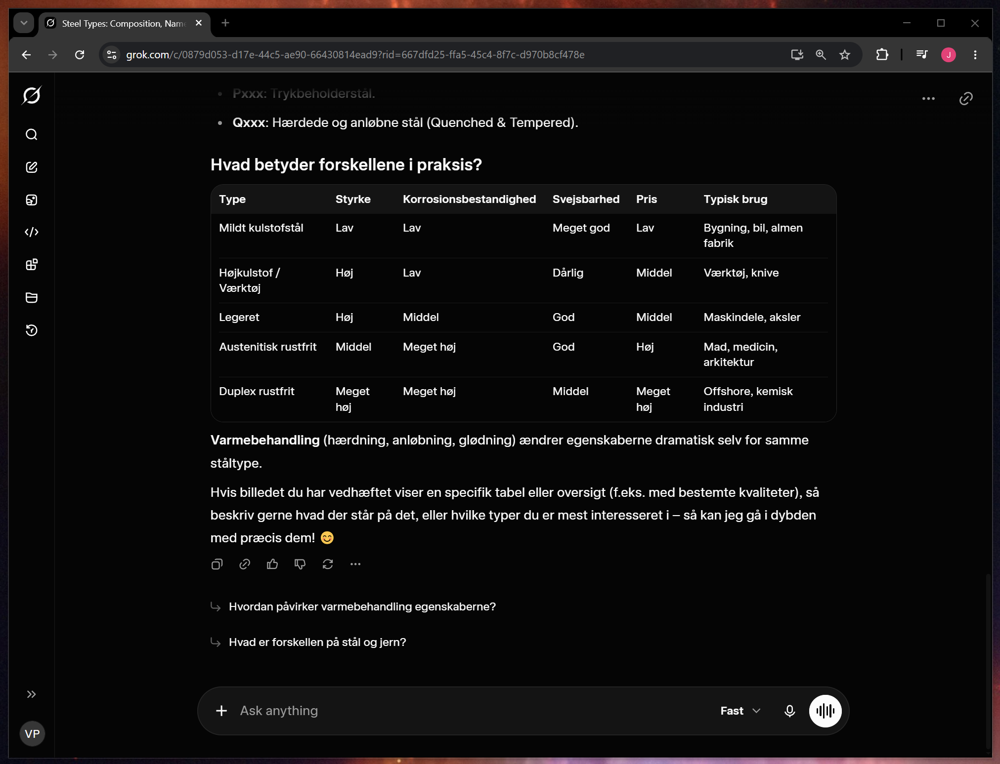 Steel Types: Composition, Nam
grok.com/c/0879d053-d17e-44c5-ae90-66430814ead9?rid=667dfd25-ffa5-45c4-8f7c-d970b8cf478e
J
• Pxxx: Trykbeholderstål.
• Qxxx: Hærdede og anløbne stål (Quenched & Tempered).
Hvad betyder forskellene i praksis?
Type Styrke Korrosionsbestandighed Svejsbarhed Pris Typisk brug
Mildt kulstofstål Lav Lav Meget god Lav Bygning, bil, almen
fabrik
Højkulstof / Høj Lav Dårlig Middel Værktøj, knive
Værktøj
Legeret Høj Middel God Middel Maskindele, aksler
Austenitisk rustfrit Middel Meget høj God Høj Mad, medicin,
arkitektur
Duplex rustfrit Meget Meget høj Middel Meget Offshore, kemisk
høj høj industri
Varmebehandling (hærdning, anløbning, glødning) ændrer egenskaberne dramatisk selv for samme
ståltype.
Hvis billedet du har vedhæftet viser en specifik tabel eller oversigt (f.eks. med bestemte kvaliteter), så
beskriv gerne hvad der står på det, eller hvilke typer du er mest interesseret i – så kan jeg gå i dybden
med præcis dem! 😊
Hvordan påvirker varmebehandling egenskaberne?
Hvad er forskellen på stål og jern?
Ask anything
Fast
VP